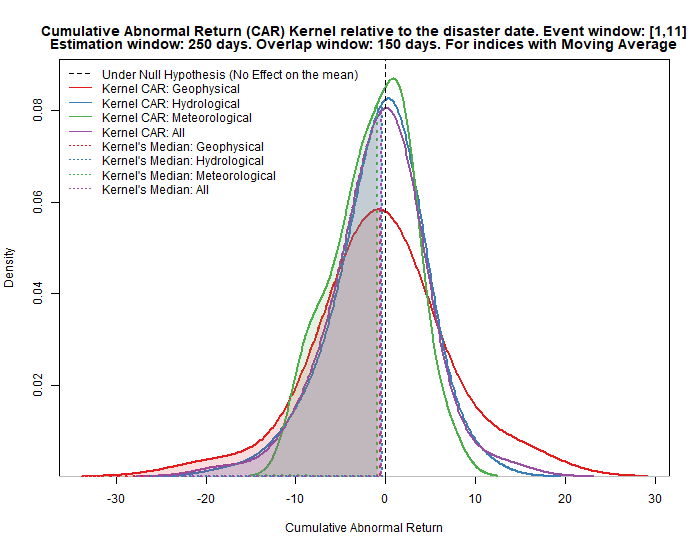 Cumulative Abnormal Return (CAR) Kernel relative to the disaster date. Event window: [1,11]
Estimation window: 250 days. Overlap window: 150 days. For indices with Moving Average
Under Null Hypothesis (No Effect on the mean)
Kernel CAR: Geophysical
Kernel CAR: Hydrological
Kernel CAR: Meteorological
Kernel CAR: All
Kernel's Median: Geophysical
Kernel's Median: Hydrological
Kernel's Median: Meteorological
Kernel's Median: All
0.08
0.06
0.04
0.02
Density
-30 -20 -10 0 10 20 30
Cumulative Abnormal Return